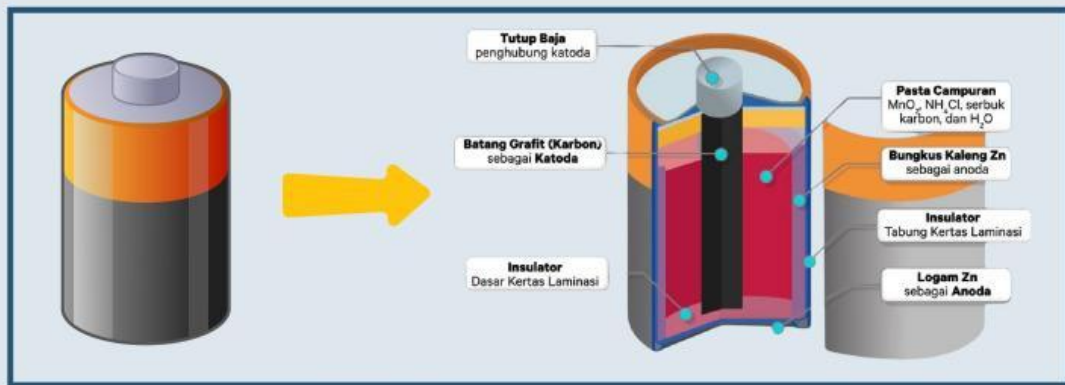 Tutup Baja
penghubung katoda
Pasta Campuran
MnO₂, NH₄Cl, serbuk
karbon, dan H₂O
Batang Grafit (Karbon)
sebagai Katoda
Bungkus Kaleng Zn
sebagai anoda
Insulator
Tabung Kertas Laminasi
Insulator
Dasar Kertas Laminasi
Logam Zn
sebagai Anoda